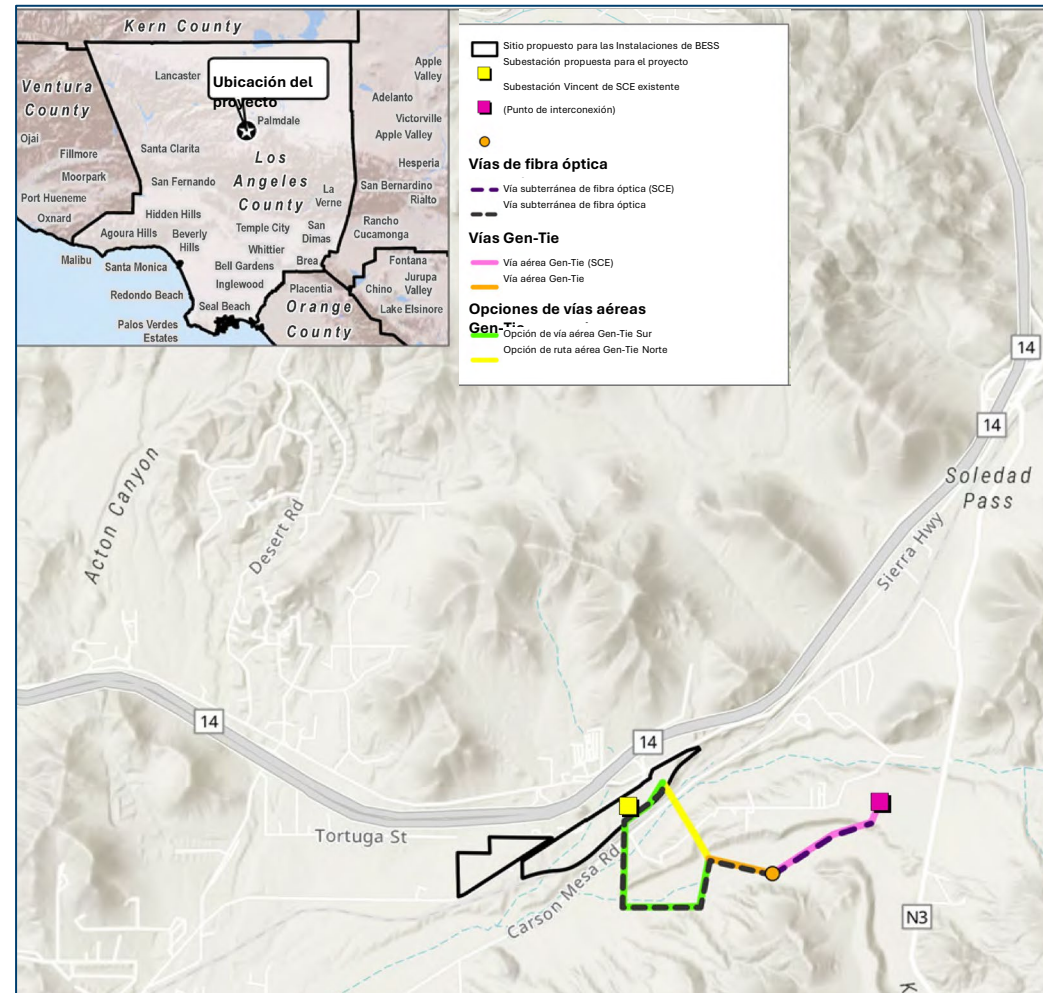 Kern County
Ventura
County
Lancaster
Ubicación del
proyecto
Palmdale
Apple
Valley
Adelanto
Victorville
Apple Valley
Hesperia
Ojai
Fillmore
Moorpark
Santa Clarita
Los
Angeles
County
San Fernando
La
Verne
San Bernardino
Rialto
Port Hueneme
Oxnard
Hidden Hills
Agoura Hills
Beverly
Hills
Temple City
San
Dimas
Rancho
Cucamonga
Whittier
Malibu
Santa Monica
Bell Gardens
Brea
Fontana
Inglewood
Placentia
Chino
Jurupa
Valley
Redondo Beach
Seal Beach
Orange
County
Lake Elsinore
Palos Verdes
Estates
Sitio propuesto para las Instalaciones de BESS
Subestación propuesta para el proyecto
Subestación Vincent de SCE existente
(Punto de interconexión)
Vías de fibra óptica
Vía subterránea de fibra óptica (SCE)
Vía subterránea de fibra óptica
Vías Gen-Tie
Vía aérea Gen-Tie (SCE)
Vía aérea Gen-Tie
Opciones de vías aéreas
Gen-Tie
Opción de vía aérea Gen-Tie Sur
Opción de ruta aérea Gen-Tie Norte
14
14
Soledad
Pass
Acton Canyon
Desert Rd
Sierra Hwy
14
14
Tortuga St
Carson Mesa Rd
N3
K